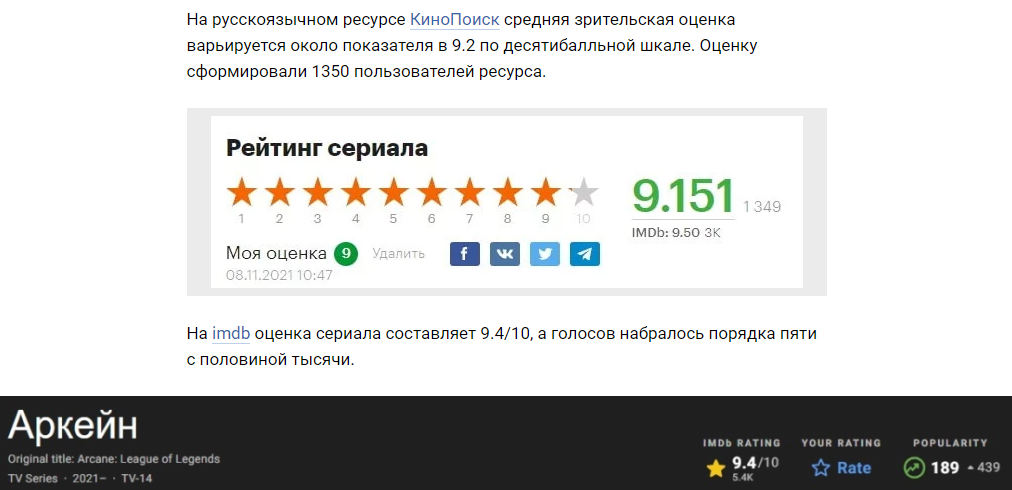 На русскоязычном ресурсе КиноПоиск средняя зрительская оценка
варьируется около показателя в 9.2 по десятибалльной шкале. Оценку
сформировали 1350 пользователей ресурса.
Рейтинг сериала
1 2 3 4 5 6 7 8 9 10
9.151 1 349
IMDb: 9.50 3K
Моя оценка 9 Удалить
08.11.2021 10:47
На imdb оценка сериала составляет 9.4/10, а голосов набралось порядка пяти
с половиной тысячи.
Аркейн
Original title: Arcane: League of Legends
TV Series · 2021– · TV-14
IMDb RATING YOUR RATING POPULARITY
9.4/10 Rate 189 439
5.4K